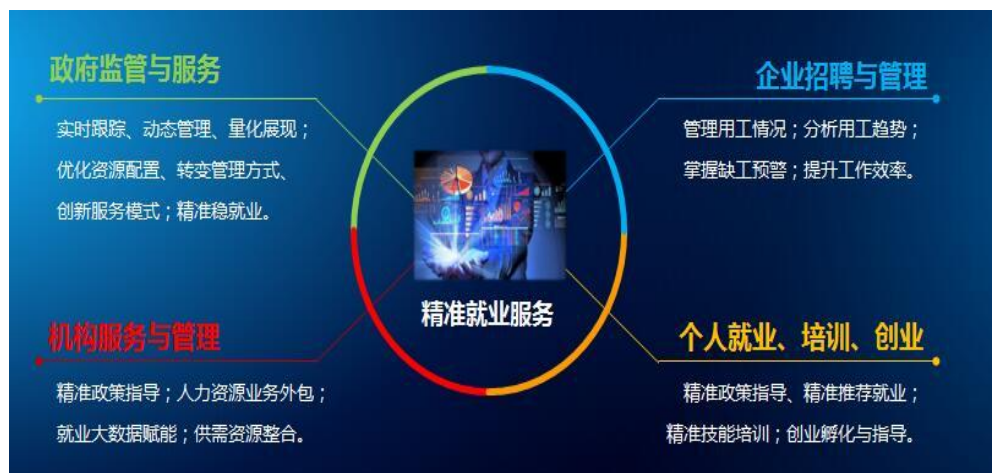 政府监管与服务
实时跟踪、动态管理、量化展现；
优化资源配置、转变管理方式、
创新服务模式；精准稳就业。
企业招聘与管理
管理用工情况；分析用工趋势；
掌握缺工预警；提升工作效率。
精准就业服务
机构服务与管理
精准政策指导；人力资源业务外包；
就业大数据赋能；供需资源整合。
个人就业、培训、创业
精准政策指导、精准推荐就业；
精准技能培训；创业孵化与指导。